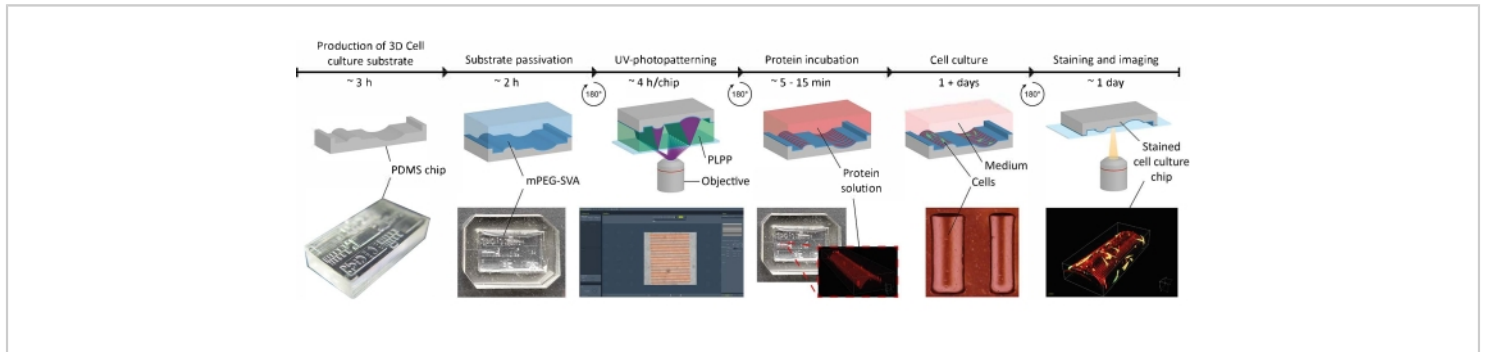 Production of 3D Cell
culture substrate
Substrate passivation
UV-photopatterning
Protein incubation
Cell culture
Staining and imaging
~ 3 h
~ 2 h
~ 4 h/chip
~ 5 - 15 min
1 + days
~ 1 day
180°
180°
180°
PDMS chip
mPEG-SVA
PLPP
Objective
Protein
solution
Medium
Cells
Stained
cell culture
chip